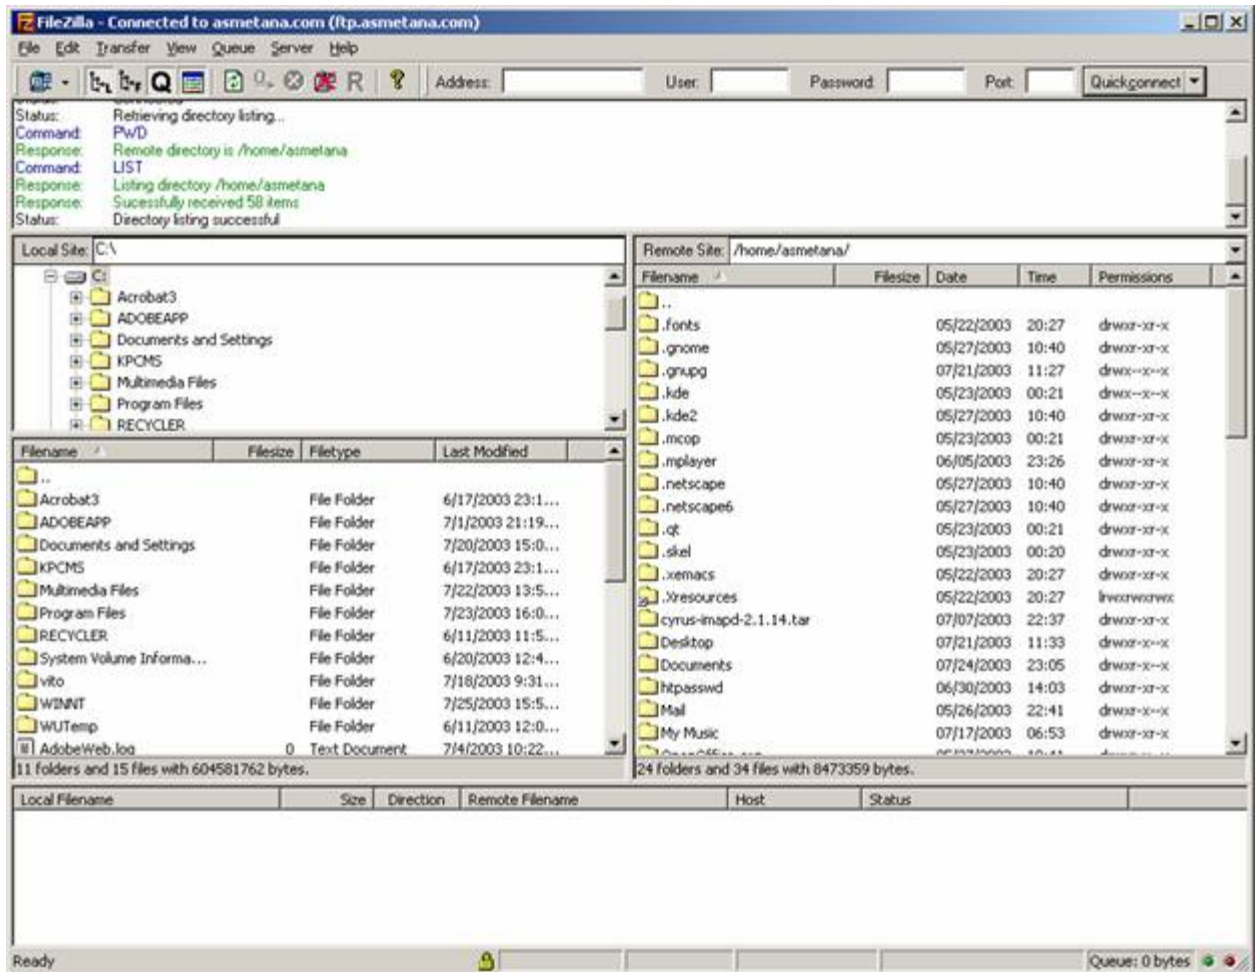 FileZilla - Connected to asmetana.com (ftp.asmetana.com)
File Edit Transfer View Queue Server Help
Address: User: Password: Port: Quickconnect
Status: Retrieving directory listing...
Command: PWD
Response: Remote directory is /home/asmetana
Command: LIST
Response: Listing directory /home/asmetana
Response: Sucessfully received 58 items
Status: Directory listing successful
Local Site: C:\
C:
Acrobat3
ADOBEAPP
Documents and Settings
KPCMS
Multimedia Files
Program Files
RECYCLER
Filename Filesize Filetype Last Modified
..
Acrobat3 File Folder 6/17/2003 23:1...
ADOBEAPP File Folder 7/1/2003 21:19...
Documents and Settings File Folder 7/20/2003 15:0...
KPCMS File Folder 6/17/2003 23:1...
Multimedia Files File Folder 7/22/2003 13:5...
Program Files File Folder 7/23/2003 16:0...
RECYCLER File Folder 6/11/2003 11:5...
System Volume Informa... File Folder 6/20/2003 12:4...
vito File Folder 7/18/2003 9:31...
WINNT File Folder 7/25/2003 15:5...
WUTemp File Folder 6/11/2003 12:0...
AdobeWeb.log 0 Text Document 7/4/2003 10:22...
11 folders and 15 files with 604581762 bytes.
Remote Site: /home/asmetana/
Filename Filesize Date Time Permissions
..
.fonts 05/22/2003 20:27 drwxr-xr-x
.gnome 05/27/2003 10:40 drwxr-xr-x
.gnupg 07/21/2003 11:27 drwx--x--x
.kde 05/23/2003 00:21 drwx--x--x
.kde2 05/27/2003 10:40 drwxr-xr-x
.mcop 05/23/2003 00:21 drwxr-xr-x
.mplayer 06/05/2003 23:26 drwxr-xr-x
.netscape 05/27/2003 10:40 drwxr-xr-x
.netscape6 05/27/2003 10:40 drwxr-xr-x
.qt 05/23/2003 00:21 drwxr-xr-x
.skel 05/23/2003 00:20 drwxr-xr-x
.xemacs 05/22/2003 20:27 drwxr-xr-x
.Xresources 05/22/2003 20:27 lrwxrwxrwx
cyrus-imapd-2.1.14.tar 07/07/2003 22:37 drwxr-xr-x
Desktop 07/21/2003 11:33 drwxr-x--x
Documents 07/24/2003 23:05 drwxr-x--x
htpasswd 06/30/2003 14:03 drwxr-xr-x
Mail 05/26/2003 22:41 drwxr-x--x
My Music 07/17/2003 06:53 drwxr-xr-x
24 folders and 34 files with 8473359 bytes.
Local Filename Size Direction Remote Filename Host Status
Ready Queue: 0 bytes